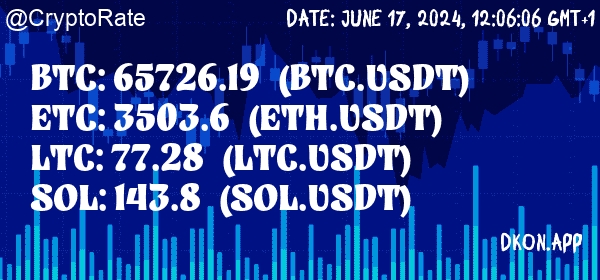 @CryptoRate
DATE: JUNE 17, 2024, 12:06:06 GMT+1
BTC: 65726.19 (BTC.USDT)
ETC: 3503.6 (ETH.USDT)
LTC: 77.28 (LTC.USDT)
SOL: 143.8 (SOL.USDT)
DKON.APP